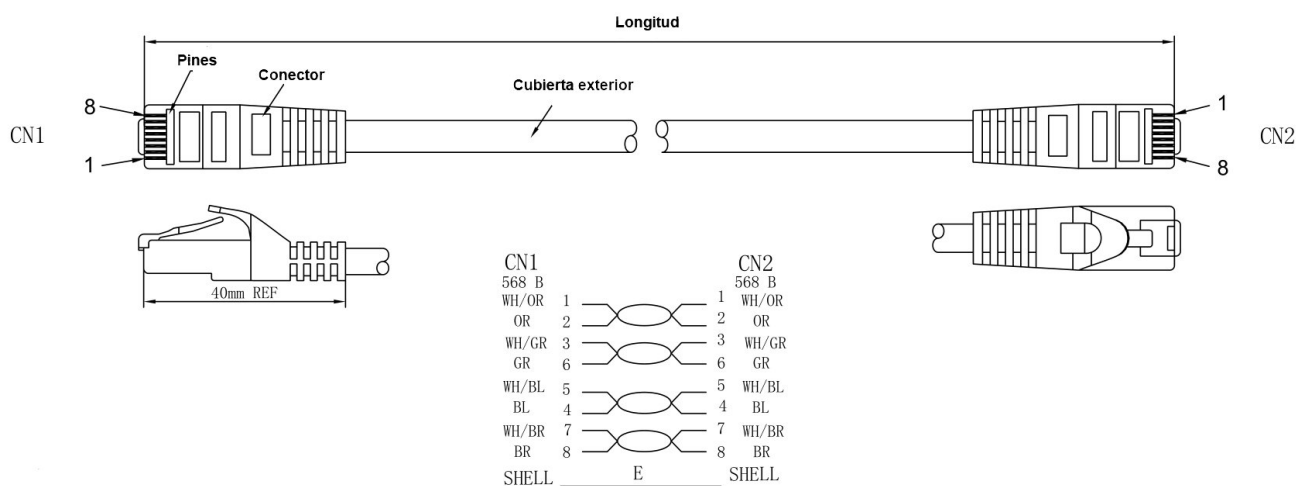 Longitud
Pines
Conector
Cubierta exterior
8
1
CN1
1
CN2
8
40mm REF
CN1 CN2
568 B 568 B
WH/OR 1 1 WH/OR
OR 2 2 OR
WH/GR 3 3 WH/GR
GR 6 6 GR
WH/BL 5 5 WH/BL
BL 4 4 BL
WH/BR 7 7 WH/BR
BR 8 8 BR
SHELL E SHELL